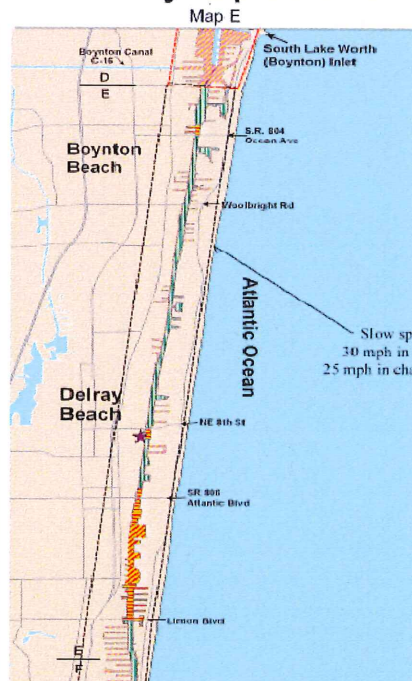 Map E
South Lake Worth
(Boynton) Inlet
Boynton Canal
C-16
D
E
S.R. 804
Ocean Ave
Boynton
Beach
Woolbright Rd
Atlantic Ocean
Slow sp
30 mph in
25 mph in cha
Delray
Beach
NE 8th St
SR 806
Atlantic Blvd
Linton Blvd
E
F